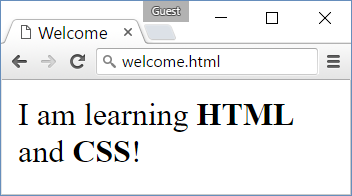 Guest
Welcome
welcome.html
I am learning HTML
and CSS!